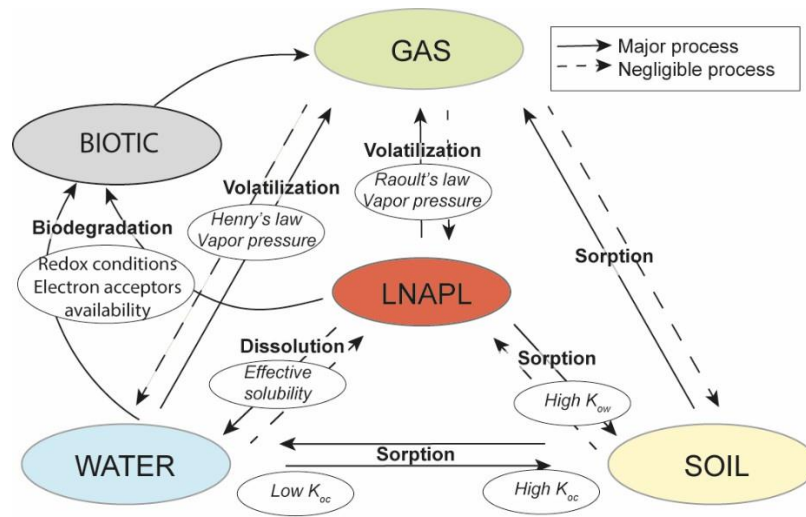 GAS
Major process
Negligible process
BIOTIC
Volatilization
Raoult's law
Vapor pressure
Volatilization
Henry's law
Vapor pressure
Biodegradation
Redox conditions
Electron acceptors
availability
Sorption
LNAPL
Dissolution
Effective
solubility
Sorption
High Kow
WATER
Sorption
SOIL
Low Koc
High Koc